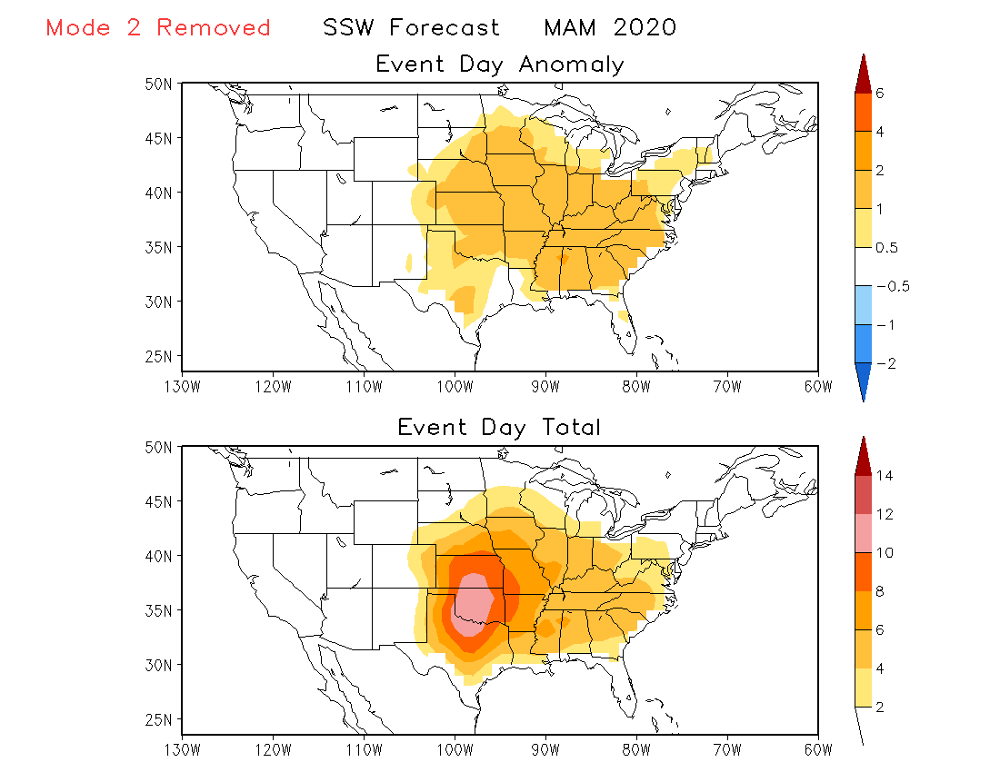 Mode 2 Removed SSW Forecast MAM 2020
Event Day Anomaly
50N
45N
40N
35N
30N
25N
130W 120W 110W 100W 90W 80W 70W 60W
6
4
2
1
0.5
−0.5
−1
−2
Event Day Total
50N
45N
40N
35N
30N
25N
130W 120W 110W 100W 90W 80W 70W 60W
14
12
10
8
6
4
2